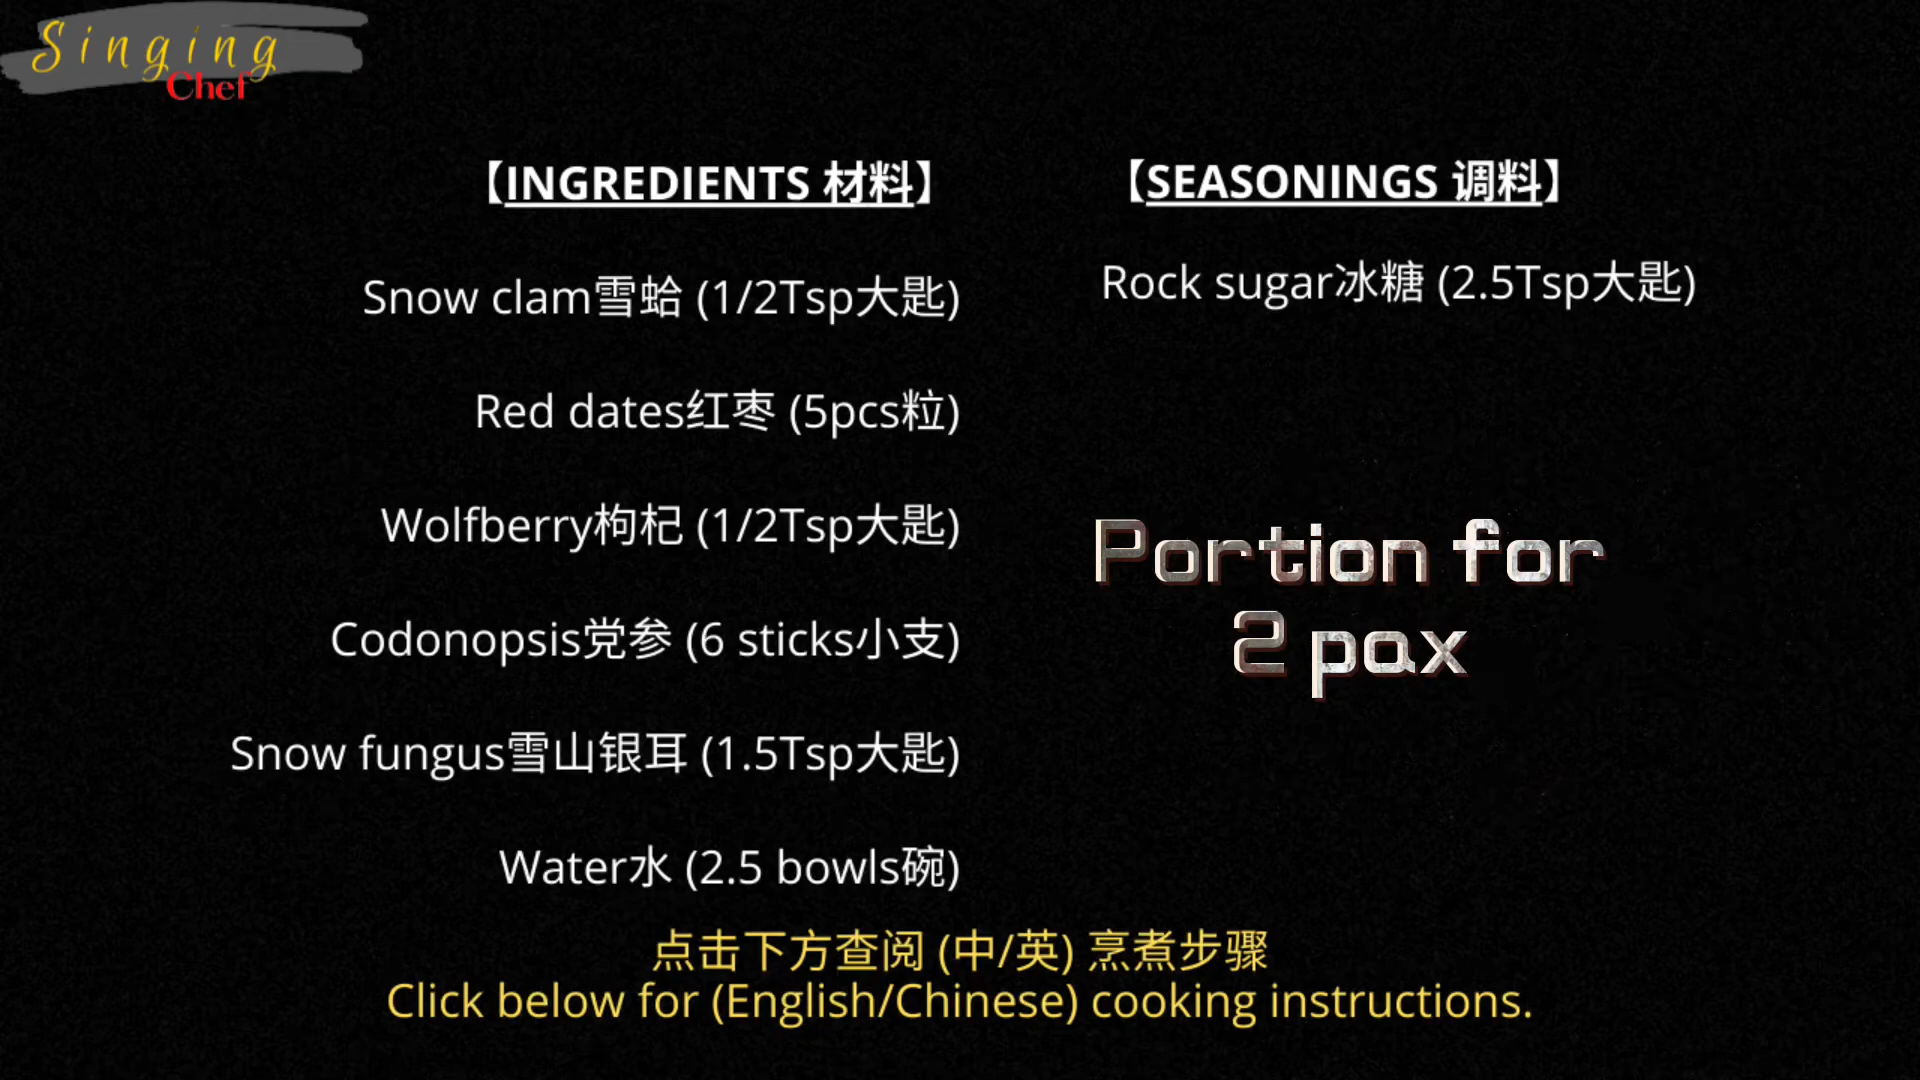 Singing
Chef
【INGREDIENTS 材料】
Snow clam雪蛤 (1/2Tsp大匙)
Red dates红枣 (5pcs粒)
Wolfberry枸杞 (1/2Tsp大匙)
Codonopsis党参 (6 sticks小支)
Snow fungus雪山银耳 (1.5Tsp大匙)
Water水 (2.5 bowls碗)
【SEASONINGS 调料】
Rock sugar冰糖 (2.5Tsp大匙)
Portion for
2 pax
点击下方查阅 (中/英) 烹煮步骤
Click below for (English/Chinese) cooking instructions.